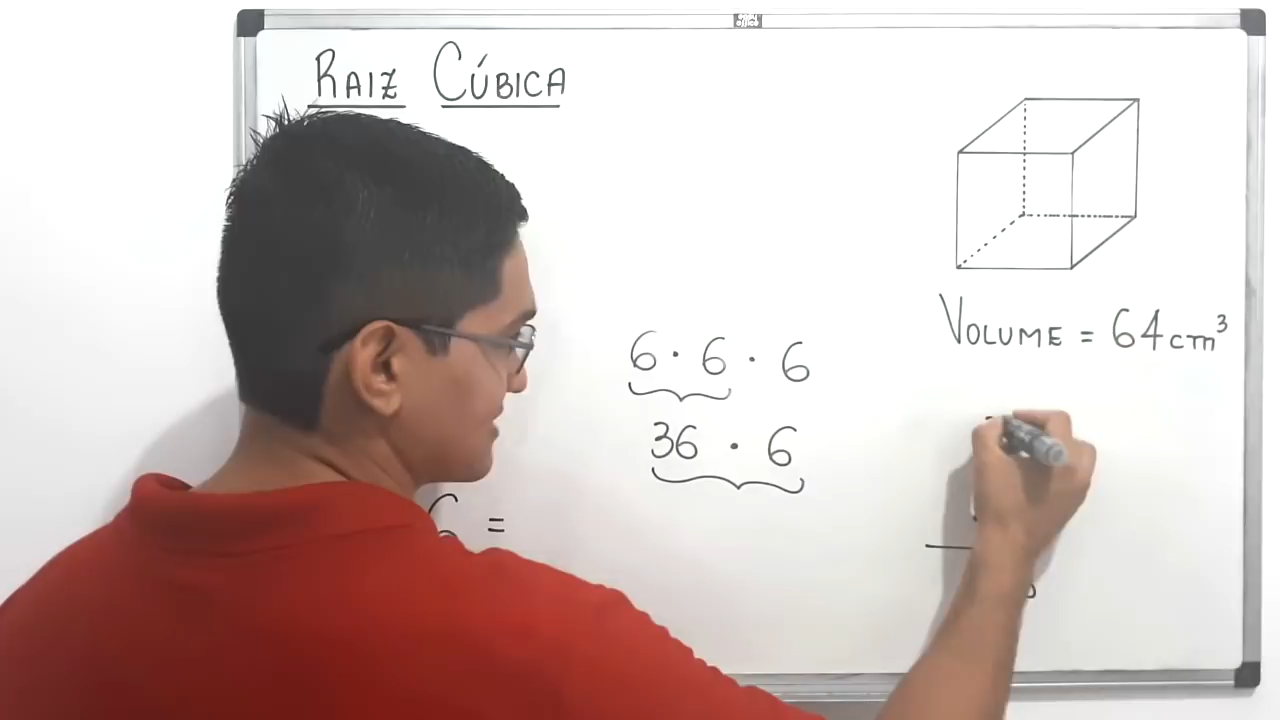 RAIZ CÚBICA
VOLUME = 64cm³
6 · 6 · 6
36 · 6
=